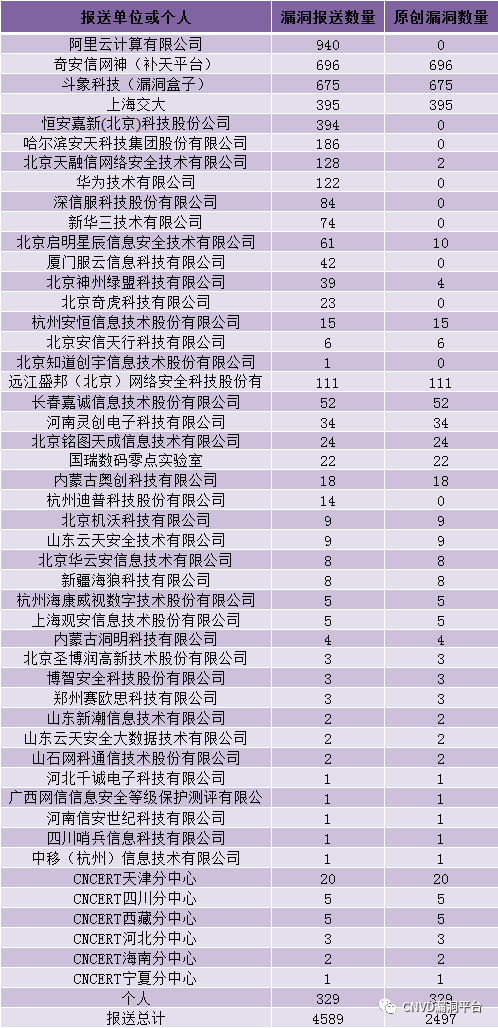 报送单位或个人 漏洞报送数量 原创漏洞数量
阿里云计算有限公司 940 0
奇安信网神（补天平台） 696 696
斗象科技（漏洞盒子） 675 675
上海交大 395 395
恒安嘉新(北京)科技股份公司 394 0
哈尔滨安天科技集团股份有限公司 186 0
北京天融信网络安全技术有限公司 128 2
华为技术有限公司 122 0
深信服科技股份有限公司 84 0
新华三技术有限公司 74 0
北京启明星辰信息安全技术有限公司 61 10
厦门服云信息科技有限公司 42 0
北京神州绿盟科技有限公司 39 4
北京奇虎科技有限公司 23 0
杭州安恒信息技术股份有限公司 15 15
北京安信天行科技有限公司 6 6
北京知道创宇信息技术股份有限公司 1 0
远江盛邦（北京）网络安全科技股份有 111 111
长春嘉诚信息技术股份有限公司 52 52
河南灵创电子科技有限公司 34 34
北京铭图天成信息技术有限公司 24 24
国瑞数码零点实验室 22 22
内蒙古奥创科技有限公司 18 18
杭州迪普科技股份有限公司 14 0
北京机沃科技有限公司 9 9
山东云天安全技术有限公司 9 9
北京华云安信息技术有限公司 8 8
新疆海狼科技有限公司 8 8
杭州海康威视数字技术股份有限公司 5 5
上海观安信息技术股份有限公司 5 5
内蒙古洞明科技有限公司 4 4
北京圣博润高新技术股份有限公司 3 3
博智安全科技股份有限公司 3 3
郑州赛欧思科技有限公司 3 3
山东新潮信息技术有限公司 2 2
山东云天安全大数据技术有限公司 2 2
山石网科通信技术股份有限公司 2 2
河北千诚电子科技有限公司 1 1
广西网信信息安全等级保护测评有限公 1 1
河南信安世纪科技有限公司 1 1
四川哨兵信息科技有限公司 1 1
中移（杭州）信息技术有限公司 1 1
CNCERT天津分中心 20 20
CNCERT四川分中心 5 5
CNCERT西藏分中心 5 5
CNCERT河北分中心 3 3
CNCERT海南分中心 2 2
CNCERT宁夏分中心 1 1
个人 329 329
报送总计 4589 2497
CNVD漏洞平台